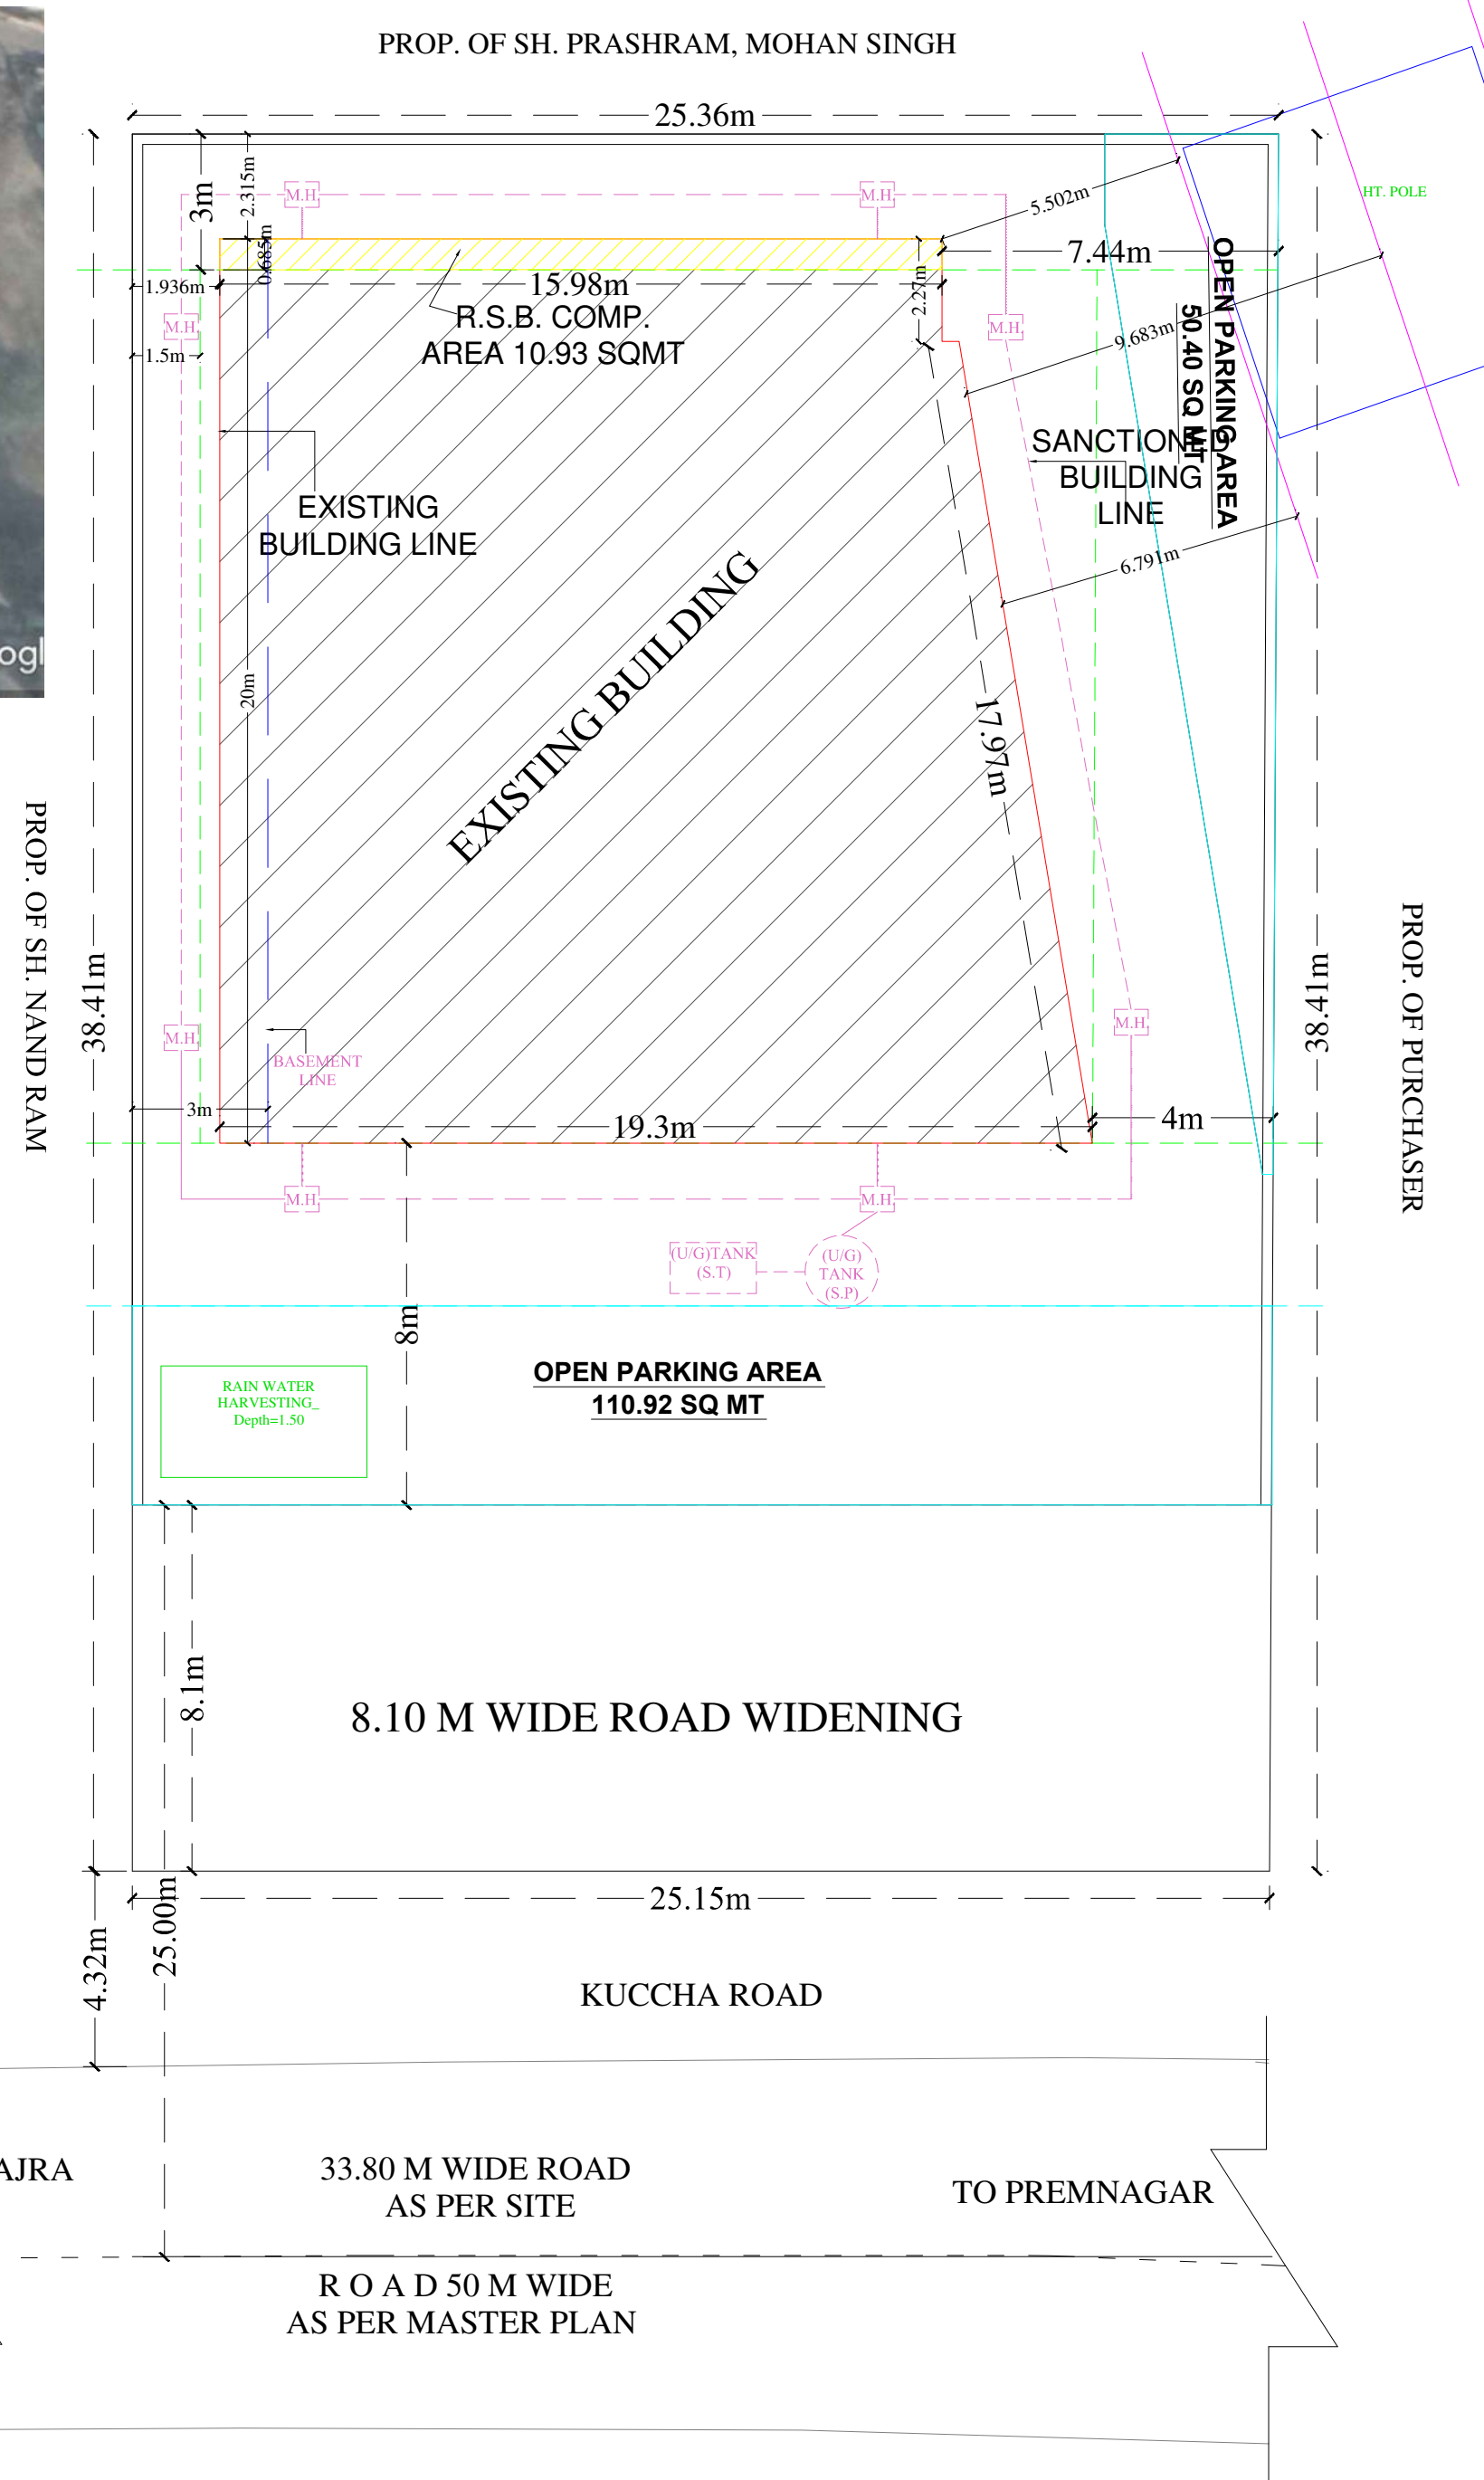 PROP. OF SH. PRASHRAM, MOHAN SINGH
25.36m
3m
2.315m
M.H.
M.H.
5.502m
HT. POLE
0.685m
7.44m
OPEN PARKING AREA
50.40 SQ MT
1.936m
15.98m
2.27m
M.H.
R.S.B. COMP.
AREA 10.93 SQMT
M.H.
9.683m
1.5m
SANCTIONED
BUILDING
LINE
EXISTING
BUILDING LINE
6.791m
EXISTING BUILDING
ogl
20m
17.97m
PROP. OF SH. NAND RAM
38.41m
38.41m
PROP. OF PURCHASER
M.H.
M.H.
BASEMENT
LINE
3m
19.3m
4m
M.H.
M.H.
(U/G)TANK
(S.T)
(U/G)
TANK
(S.P)
8m
OPEN PARKING AREA
110.92 SQ MT
RAIN WATER
HARVESTING_
Depth=1.50
8.1m
8.10 M WIDE ROAD WIDENING
25.15m
25.00m
4.32m
KUCCHA ROAD
AJRA
33.80 M WIDE ROAD
AS PER SITE
TO PREMNAGAR
R O A D 50 M WIDE
AS PER MASTER PLAN